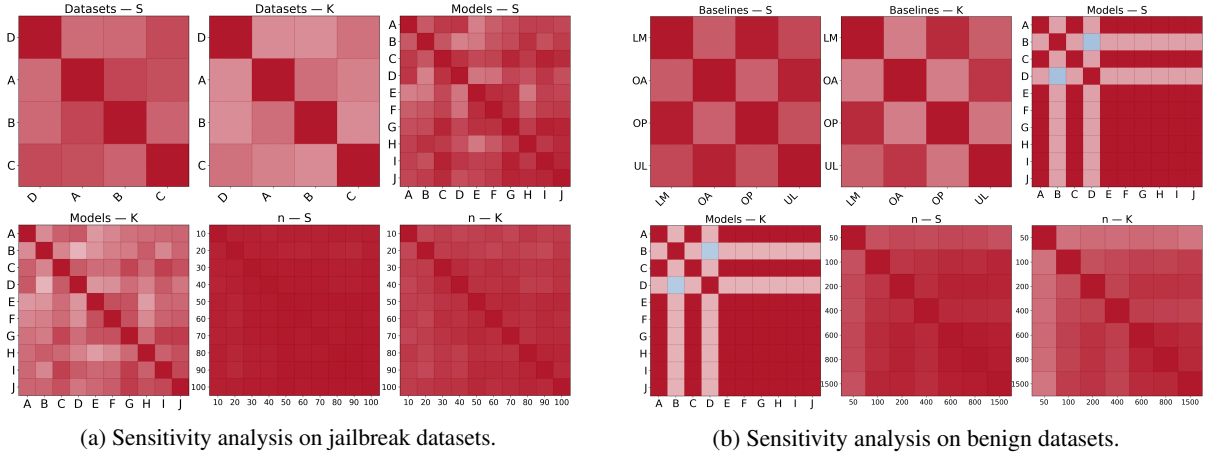 Datasets — S
D
A
B
C
D A B C
Datasets — K
D
A
B
C
D A B C
Models — S
A
B
C
D
E
F
G
H
I
J
A B C D E F G H I J
Models — K
A
B
C
D
E
F
G
H
I
J
A B C D E F G H I J
n — S
10
20
30
40
50
60
70
80
90
100
10 20 30 40 50 60 70 80 90 100
n — K
10
20
30
40
50
60
70
80
90
100
10 20 30 40 50 60 70 80 90 100
(a) Sensitivity analysis on jailbreak datasets.
Baselines — S
LM
OA
OP
UL
LM OA OP UL
Baselines — K
LM
OA
OP
UL
LM OA OP UL
Models — S
A
B
C
D
E
F
G
H
I
J
A B C D E F G H I J
Models — K
A
B
C
D
E
F
G
H
I
J
A B C D E F G H I J
n — S
50
100
200
400
600
800
1500
50 100 200 400 600 800 1500
n — K
50
100
200
400
600
800
1500
50 100 200 400 600 800 1500
(b) Sensitivity analysis on benign datasets.